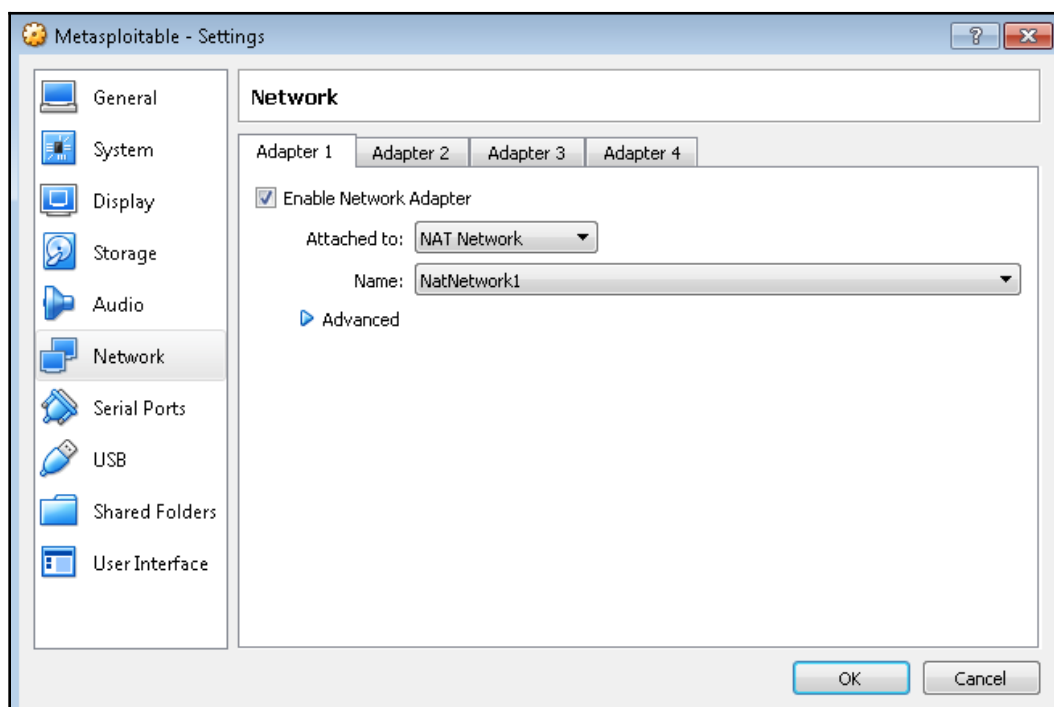 Metasploitable - Settings
?
General
System
Display
Storage
Audio
Network
Serial Ports
USB
Shared Folders
User Interface
Network
Adapter 1 Adapter 2 Adapter 3 Adapter 4
Enable Network Adapter
Attached to: NAT Network
Name: NatNetwork1
Advanced
OK Cancel